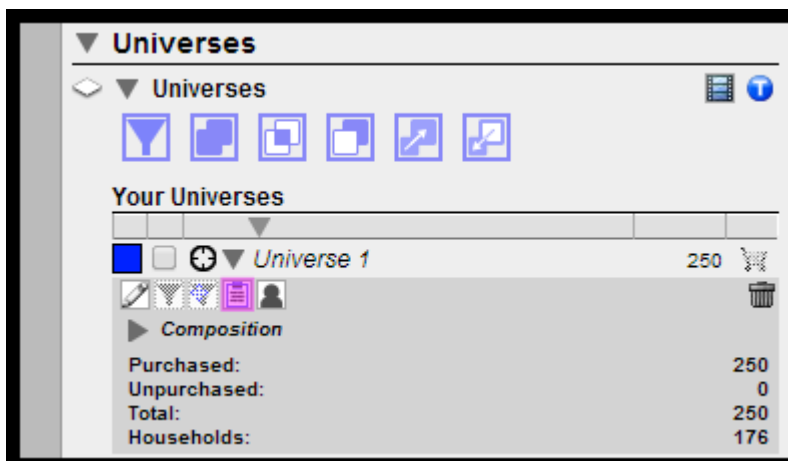 Universes
Universes
T
Your Universes
Universe 1 250
Composition
Purchased: 250
Unpurchased: 0
Total: 250
Households: 176